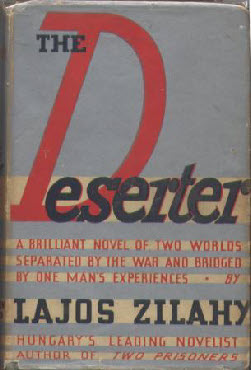 THE
Deserter
A BRILLIANT NOVEL OF TWO WORLDS
SEPARATED BY THE WAR AND BRIDGED
BY ONE MAN'S EXPERIENCES • BY
LAJOS ZILAHY
HUNGARY'S LEADING NOVELIST
AUTHOR OF TWO PRISONERS